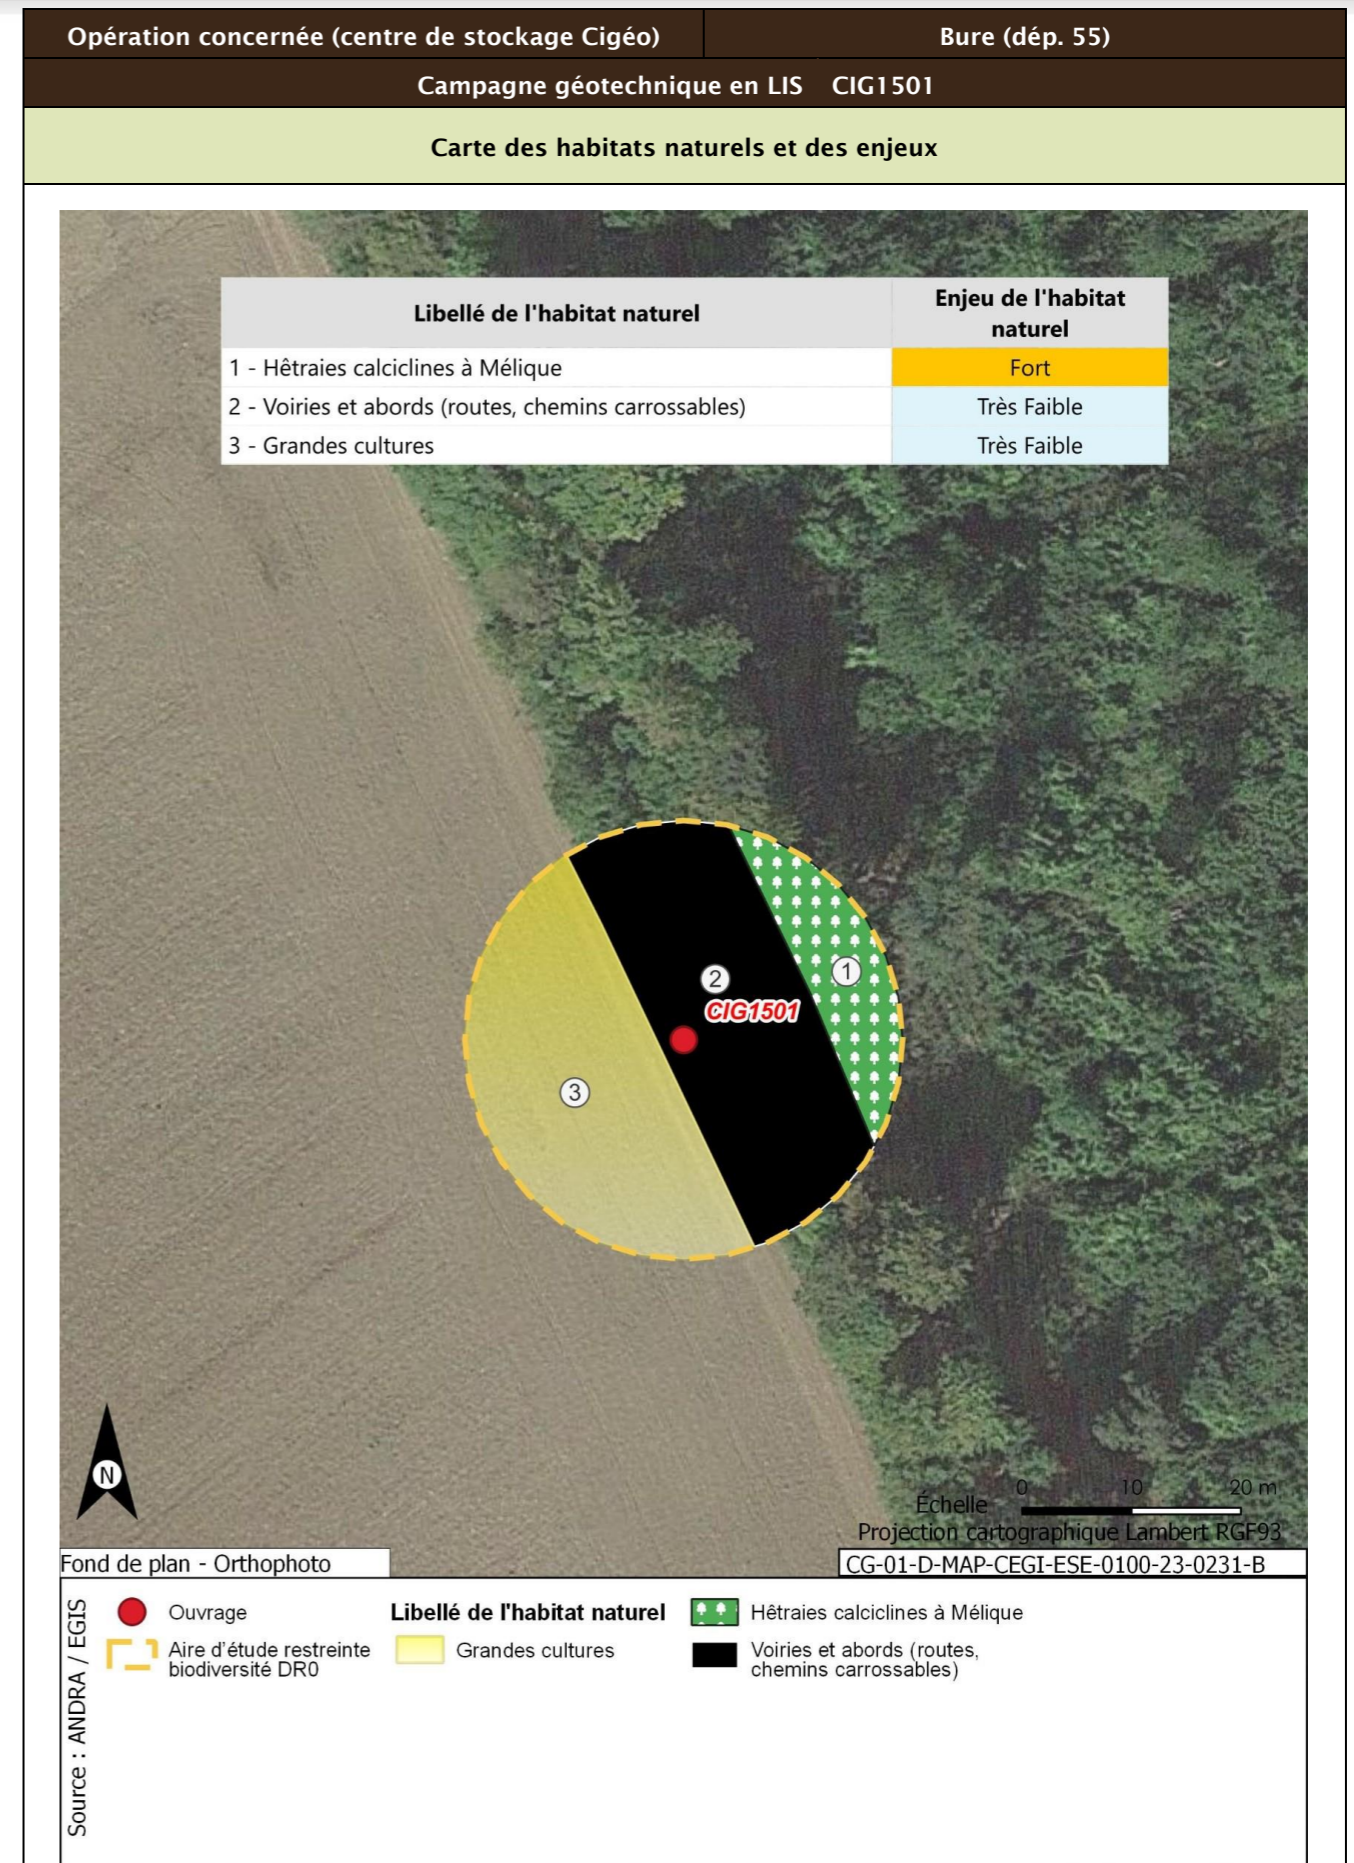 Opération concernée (centre de stockage Cigéo) Bure (dép. 55)
Campagne géotechnique en LIS CIG1501
Carte des habitats naturels et des enjeux
Libellé de l'habitat naturel Enjeu de l'habitat
naturel
1 - Hêtraies calciclines à Mélique Fort
2 - Voiries et abords (routes, chemins carrossables) Très Faible
3 - Grandes cultures Très Faible
1
2
CIG1501
3
N
0 10 20 m
Échelle
Projection cartographique Lambert RGF93
Fond de plan - Orthophoto CG-01-D-MAP-CEGI-ESE-0100-23-0231-B
Source : ANDRA / EGIS
Ouvrage
Aire d'étude restreinte
biodiversité DR0
Libellé de l'habitat naturel
Grandes cultures
Hêtraies calciclines à Mélique
Voiries et abords (routes,
chemins carrossables)